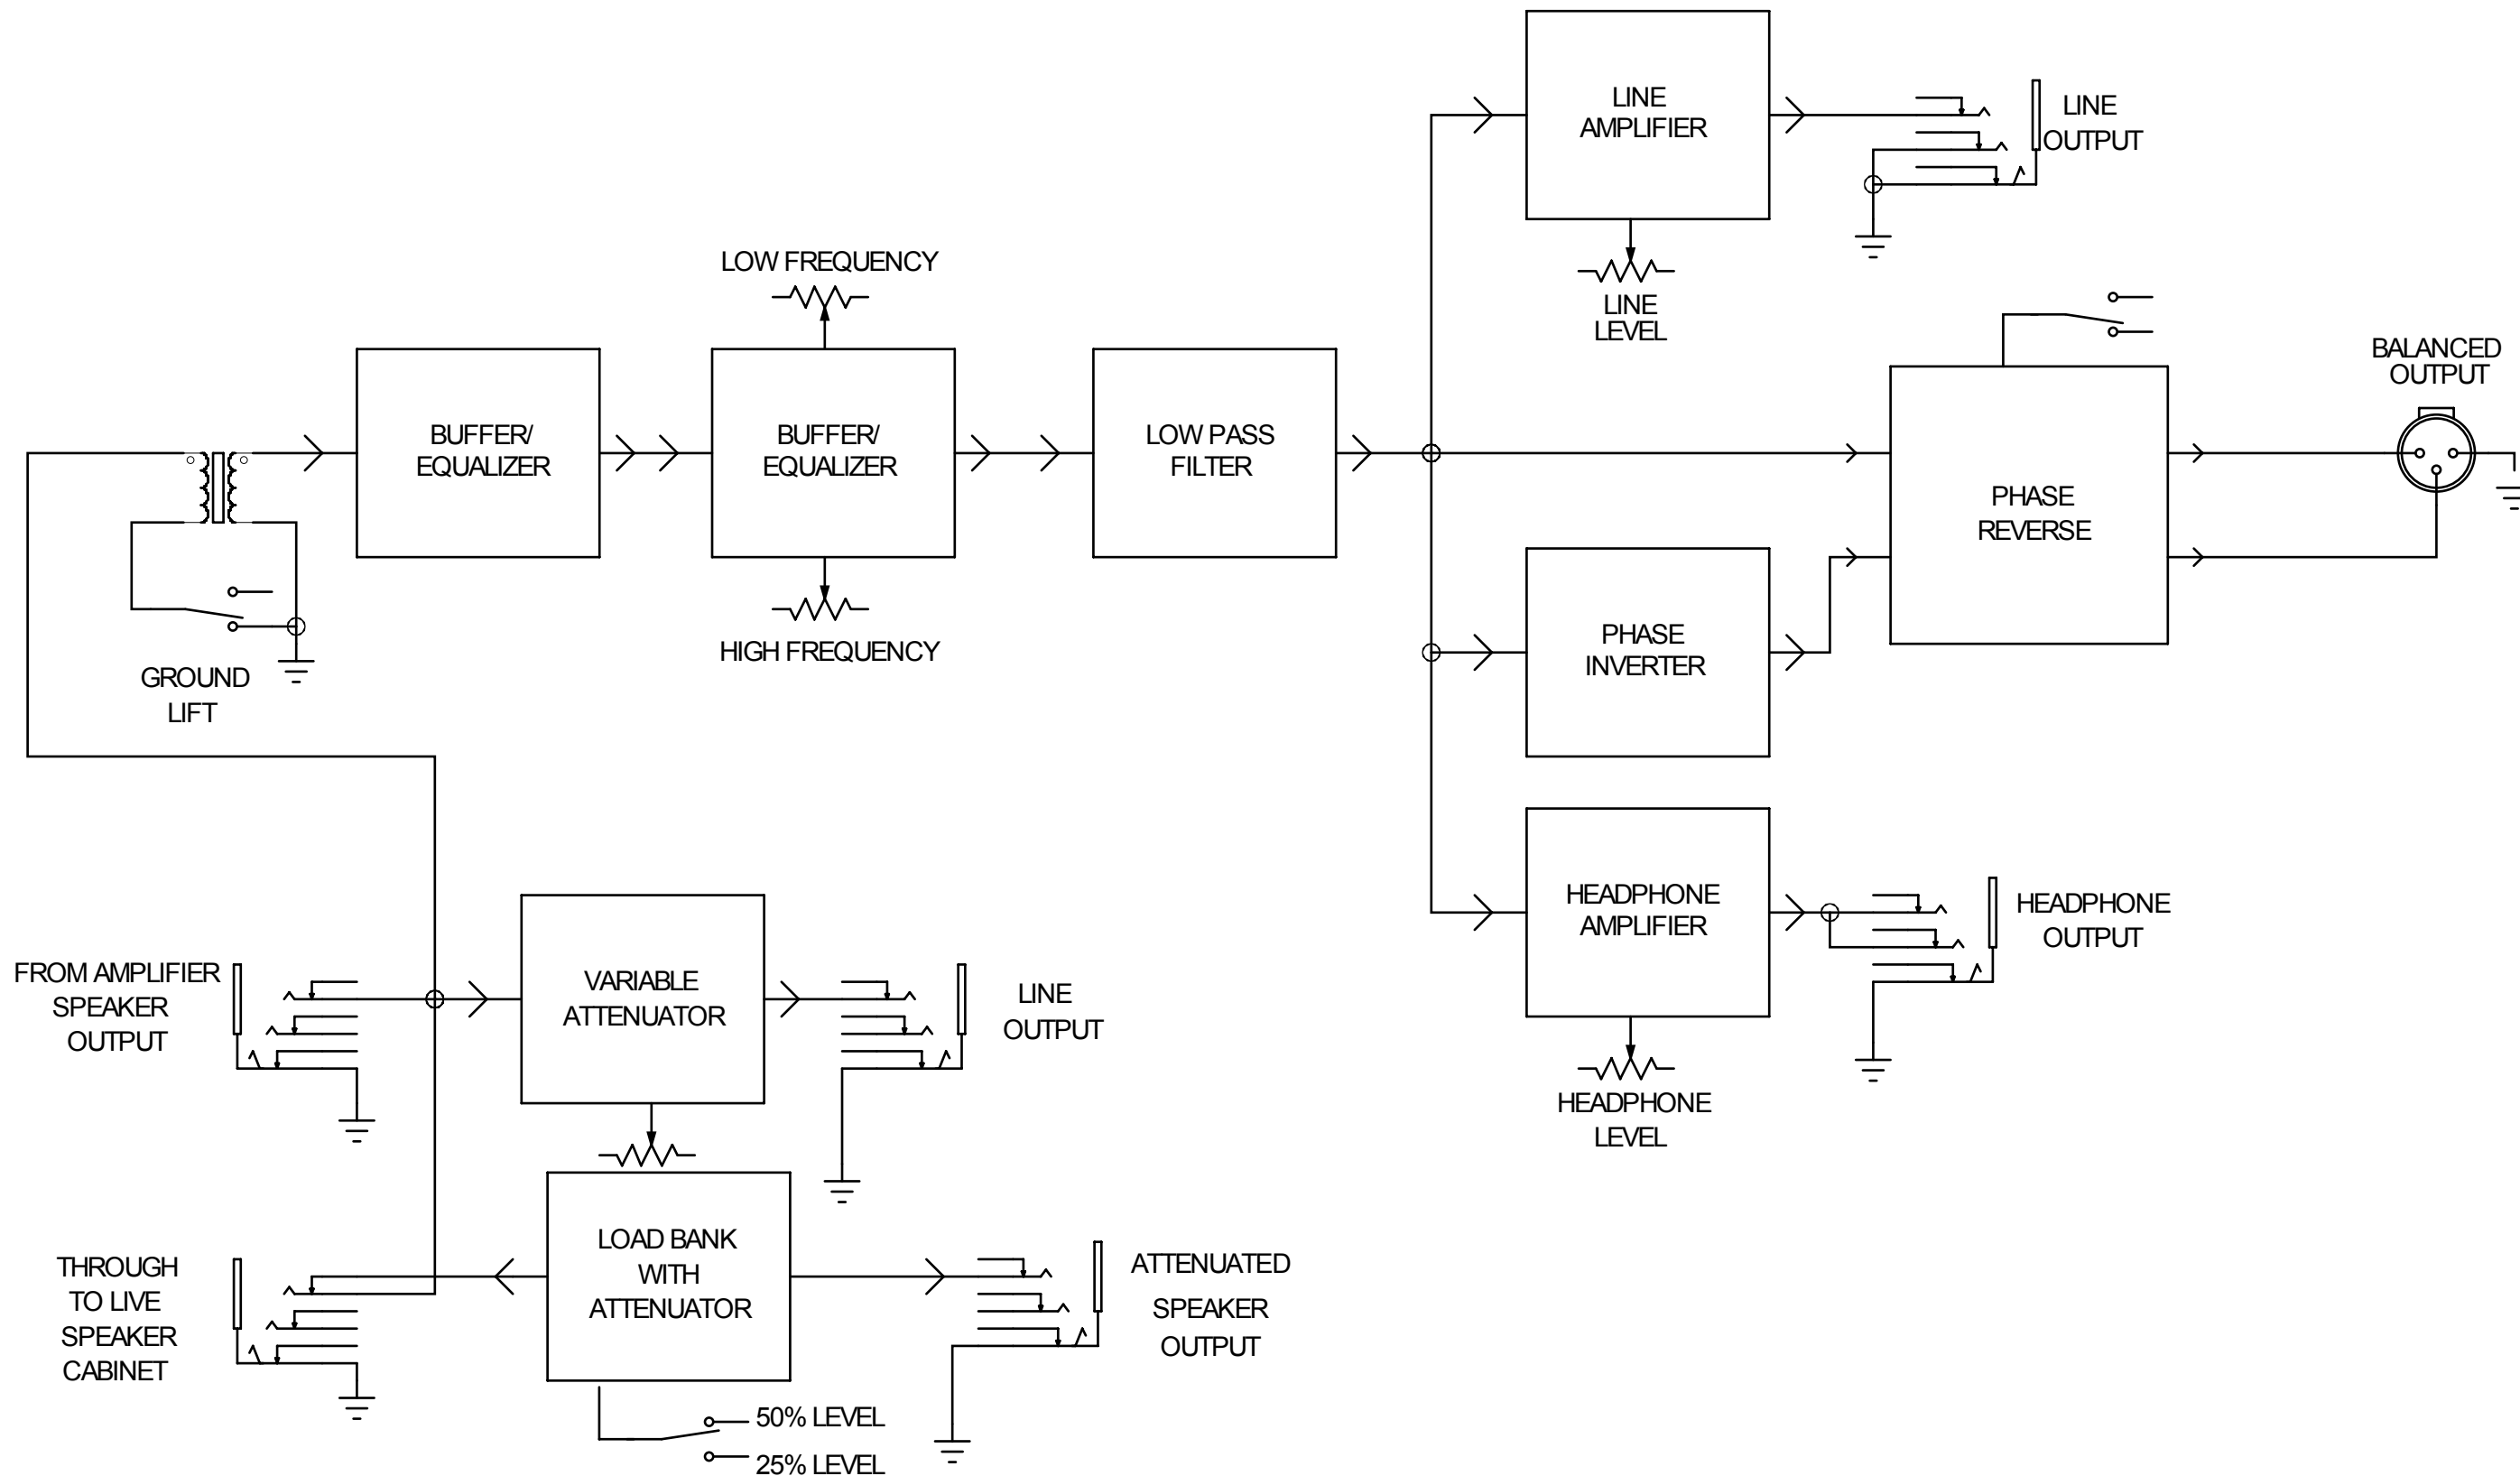 LINE
AMPLIFIER
LINE
OUTPUT
LINE
LEVEL
LOW FREQUENCY
BUFFER/
EQUALIZER
BUFFER/
EQUALIZER
HIGH FREQUENCY
LOW PASS
FILTER
GROUND
LIFT
PHASE
REVERSE
BALANCED
OUTPUT
PHASE
INVERTER
HEADPHONE
AMPLIFIER
HEADPHONE
OUTPUT
HEADPHONE
LEVEL
FROM AMPLIFIER
SPEAKER
OUTPUT
VARIABLE
ATTENUATOR
LINE
OUTPUT
THROUGH
TO LIVE
SPEAKER
CABINET
LOAD BANK
WITH
ATTENUATOR
ATTENUATED
SPEAKER
OUTPUT
50% LEVEL
25% LEVEL